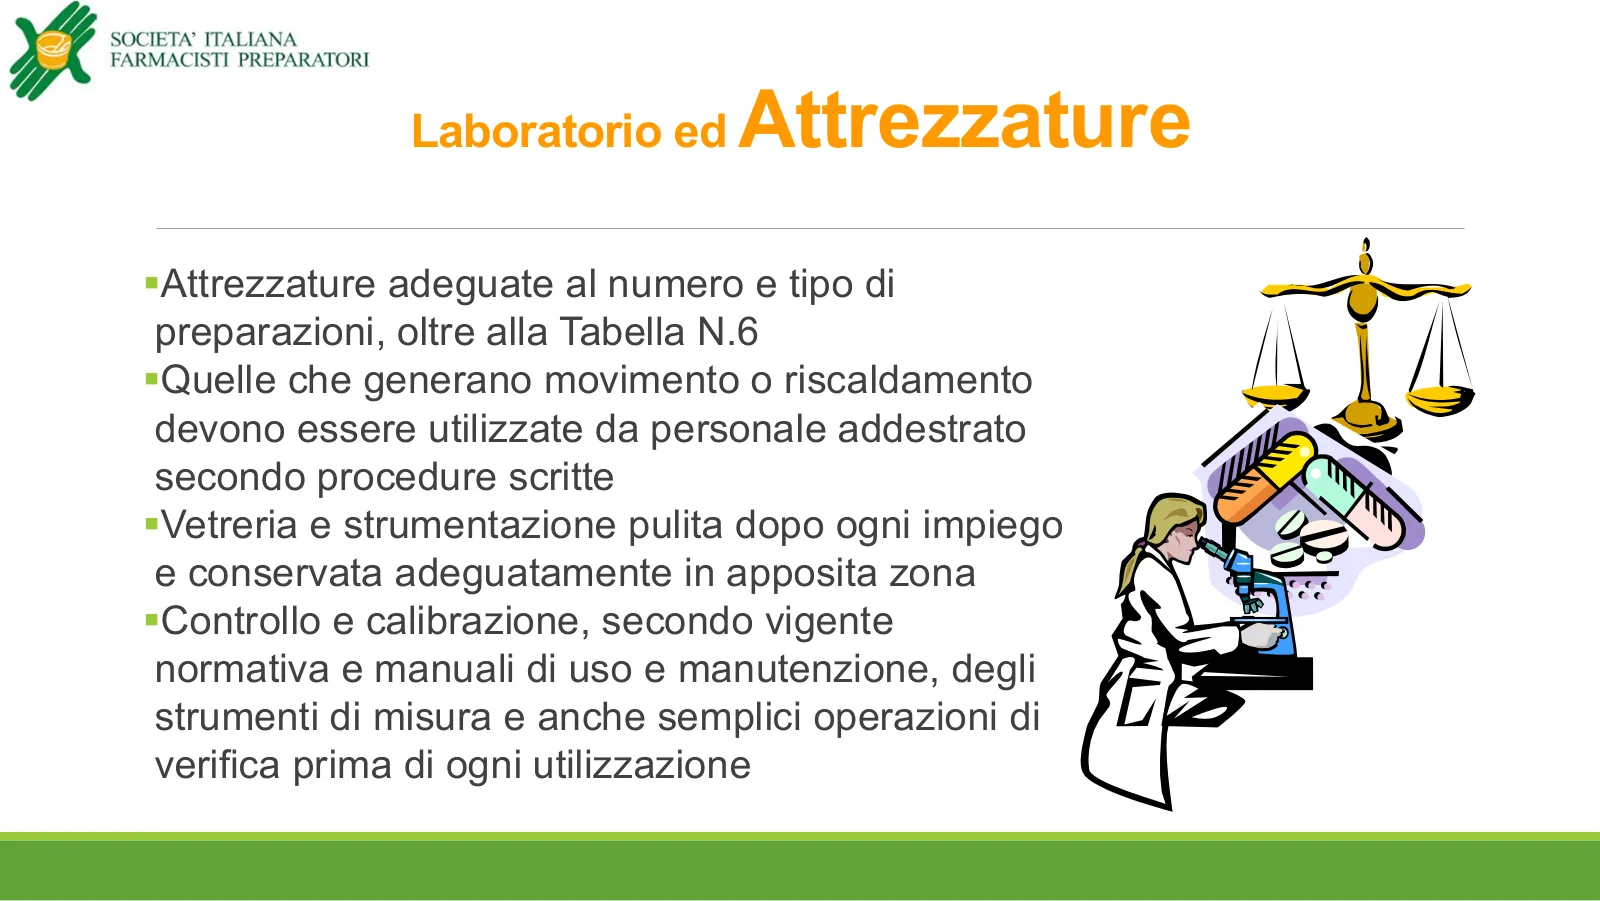 SOCIETA' ITALIANA
FARMACISTI PREPARATORI
Laboratorio ed Attrezzature
▪Attrezzature adeguate al numero e tipo di
preparazioni, oltre alla Tabella N.6
▪Quelle che generano movimento o riscaldamento
devono essere utilizzate da personale addestrato
secondo procedure scritte
▪Vetreria e strumentazione pulita dopo ogni impiego
e conservata adeguatamente in apposita zona
▪Controllo e calibrazione, secondo vigente
normativa e manuali di uso e manutenzione, degli
strumenti di misura e anche semplici operazioni di
verifica prima di ogni utilizzazione